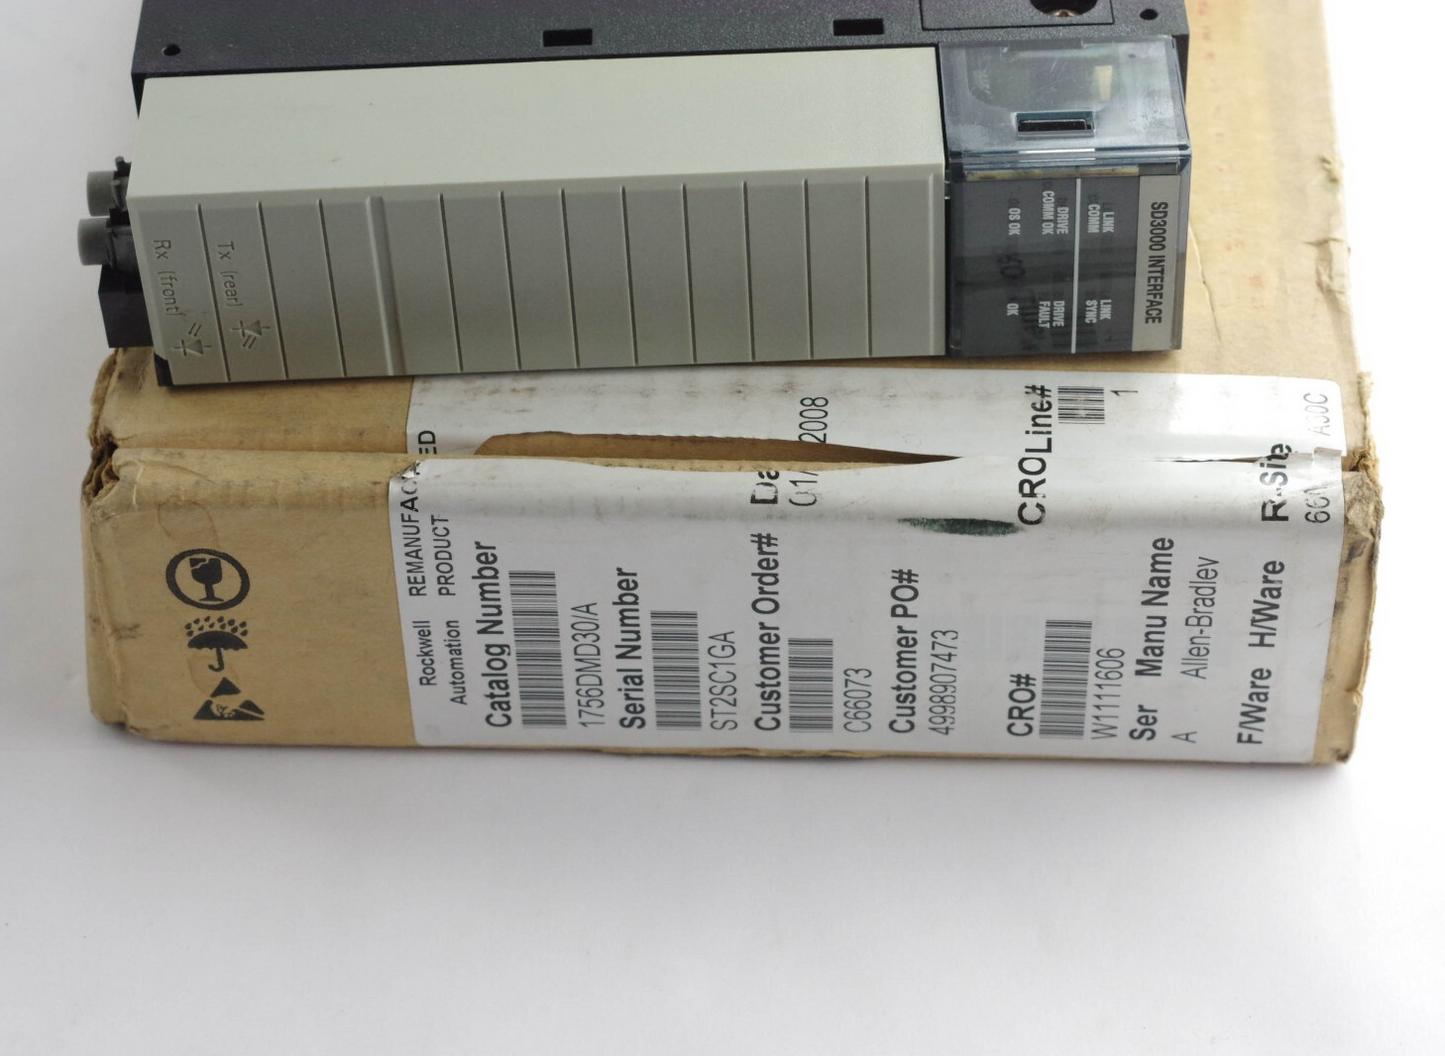 SD3000 INTERFACE
LINK COMM
LINK SYNC
DRIVE COMM OK
DRIVE FAULT
OS OK
OK
Tx (rear)
Rx (front)
Rockwell
Automation
PRODUCT
Catalog Number
1756DMD30/A
Serial Number
ST2SC1GA
Customer Order#
C66073
2008
Customer PO#
4998907473
CRO#
W1111606
CROLine#
1
Ser
A
Manu Name
Allen-Bradley
F/Ware
H/Ware
R-Site